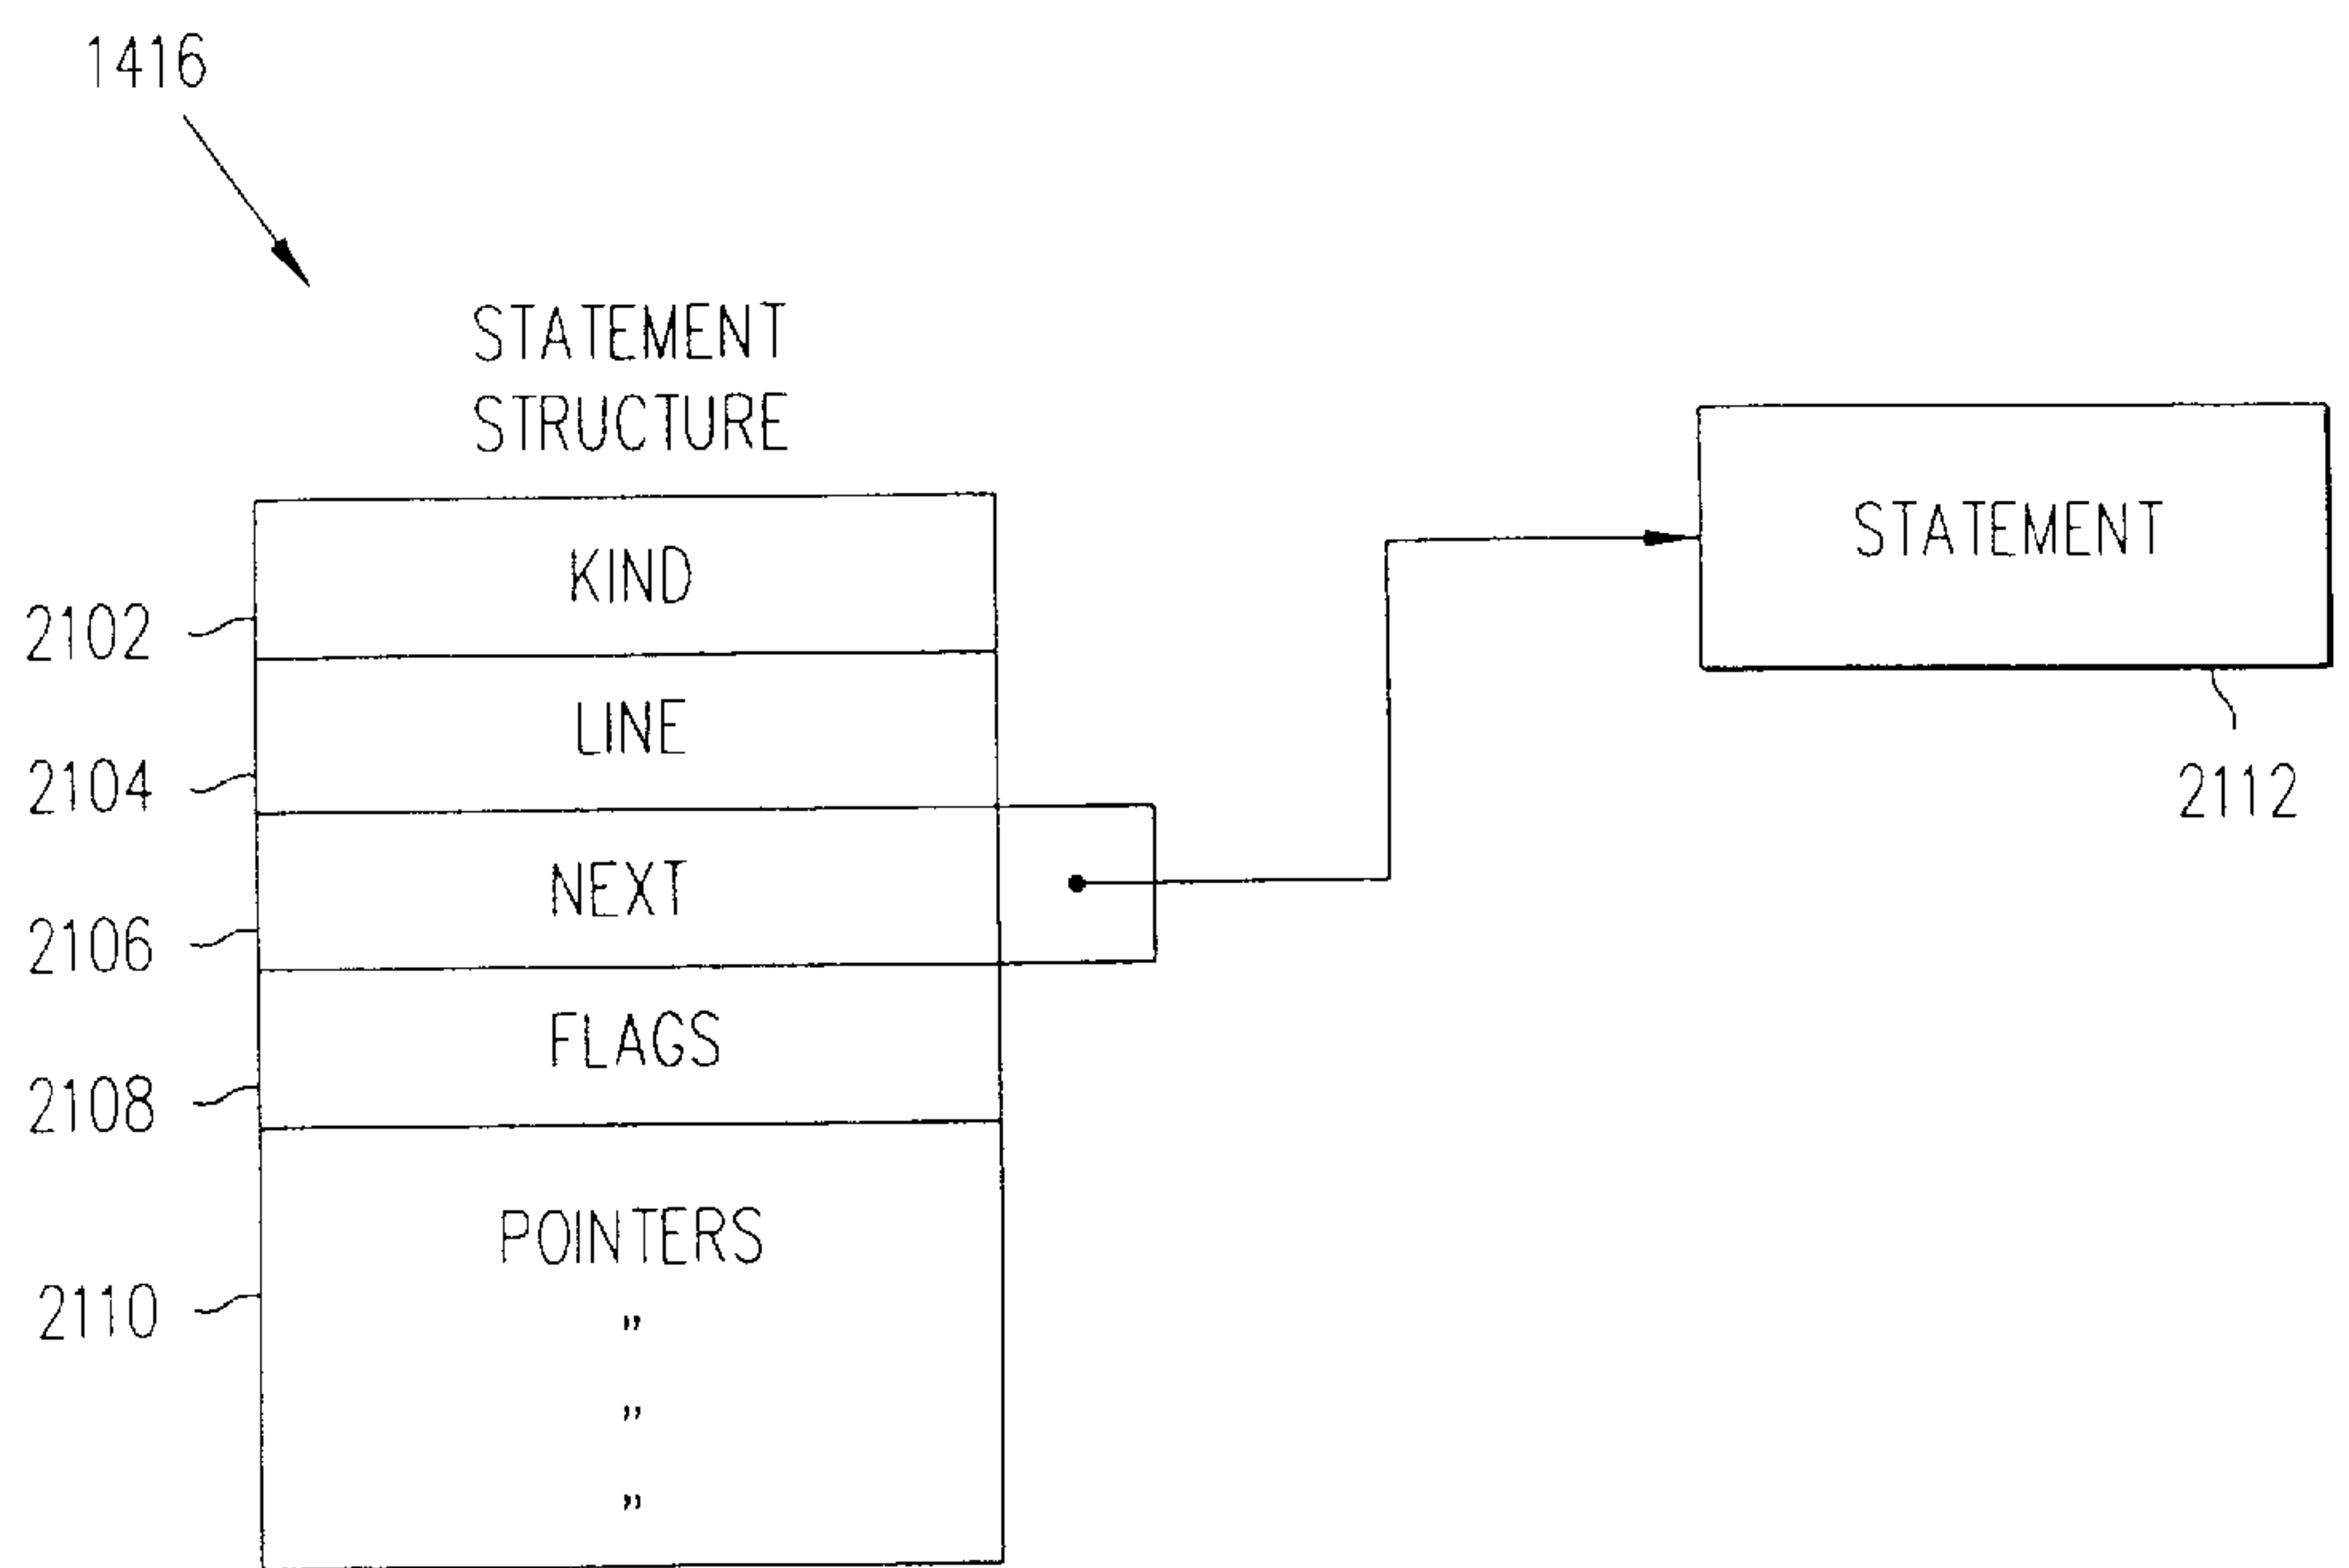 1416
STATEMENT
STRUCTURE
KIND
2102
LINE
2104
NEXT
2106
FLAGS
2108
POINTERS
2110
"
"
"
STATEMENT
2112